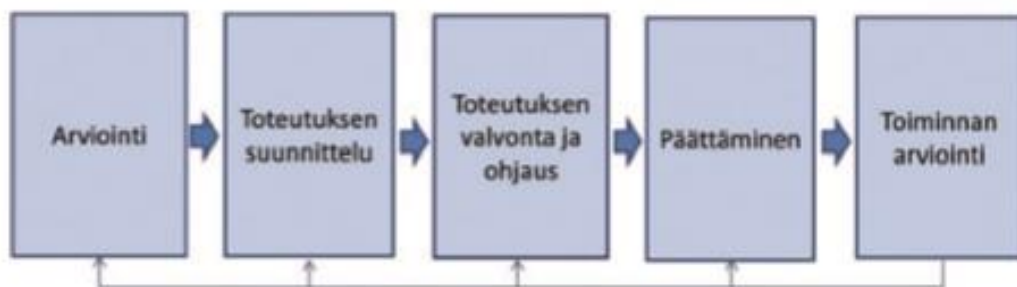 Arviointi
Toteutuksen
suunnittelu
Toteutuksen
valvonta ja
ohjaus
Päättäminen
Toiminnan
arviointi